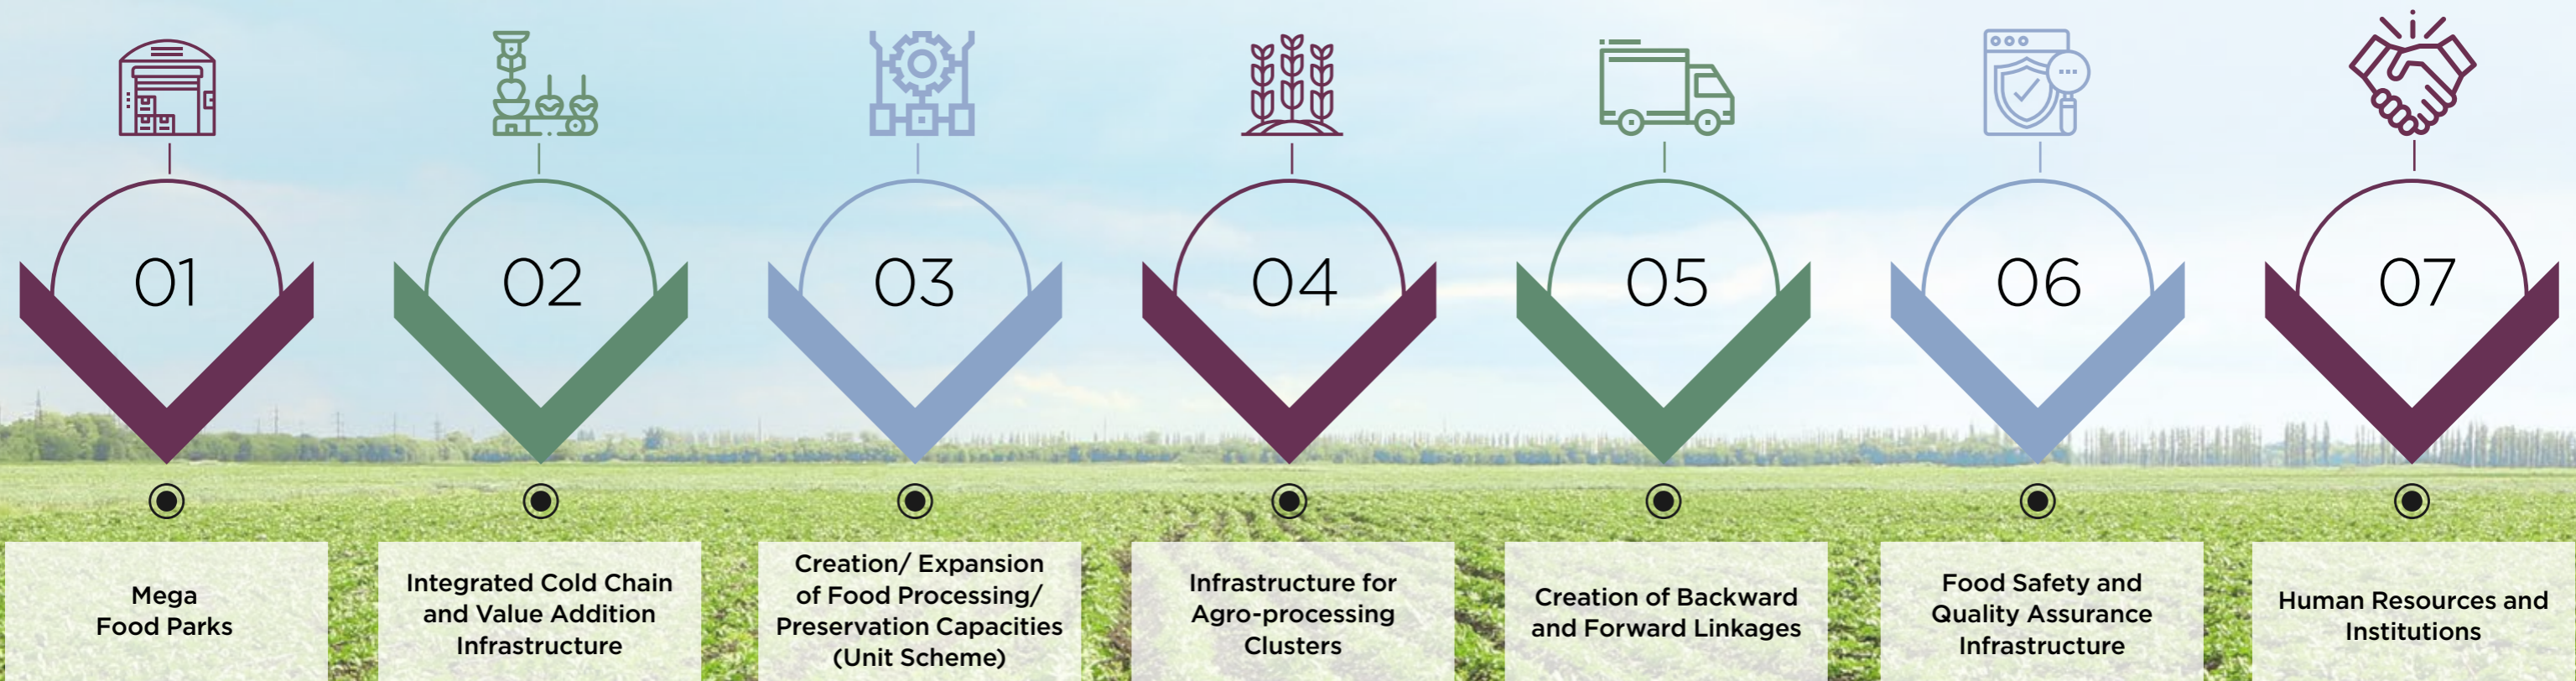 01
02
03
04
05
06
07
Mega
Food Parks
Integrated Cold Chain
and Value Addition
Infrastructure
Creation/ Expansion
of Food Processing/
Preservation Capacities
(Unit Scheme)
Infrastructure for
Agro-processing
Clusters
Creation of Backward
and Forward Linkages
Food Safety and
Quality Assurance
Infrastructure
Human Resources and
Institutions